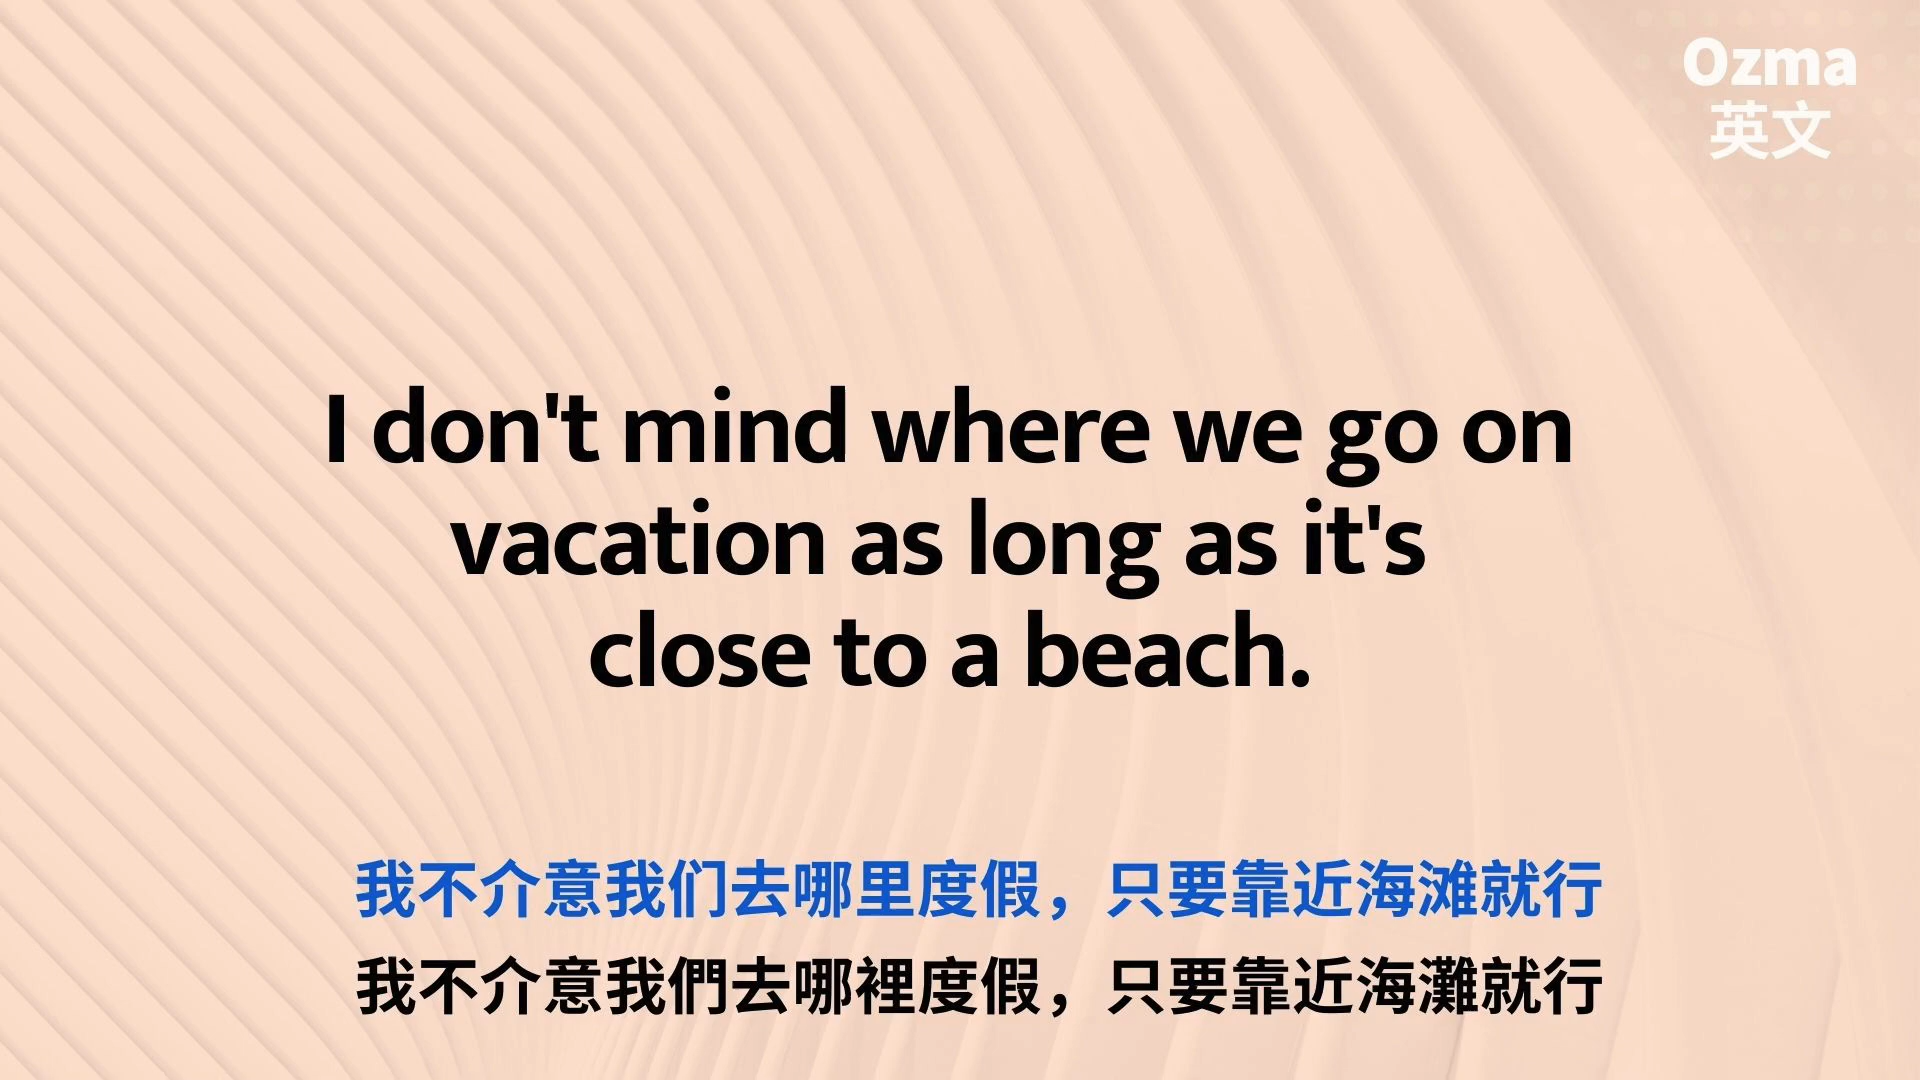 Ozma
英文
I don't mind where we go on
vacation as long as it's
close to a beach.
我不介意我们去哪里度假，只要靠近海滩就行
我不介意我們去哪裡度假，只要靠近海灘就行